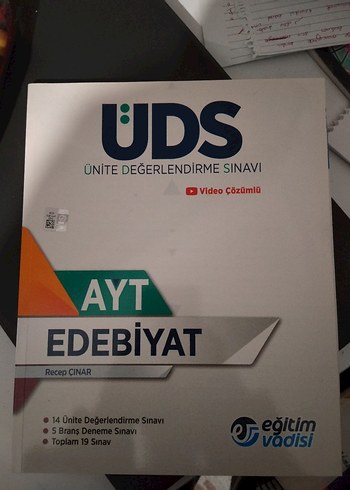 ÜDS
ÜNİTE DEĞERLENDİRME SINAVI
Video Çözümlü
AYT
EDEBİYAT
Recep ÇINAR
14 Ünite Değerlendirme Sınavı
5 Branş Deneme Sınavı
Toplam 19 Sınav
eğitim
vadisi